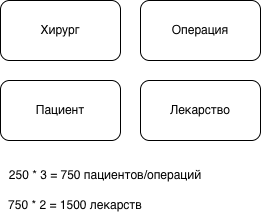 Хирург
Операция
Пациент
Лекарство
250 * 3 = 750 пациентов/операций
750 * 2 = 1500 лекарств